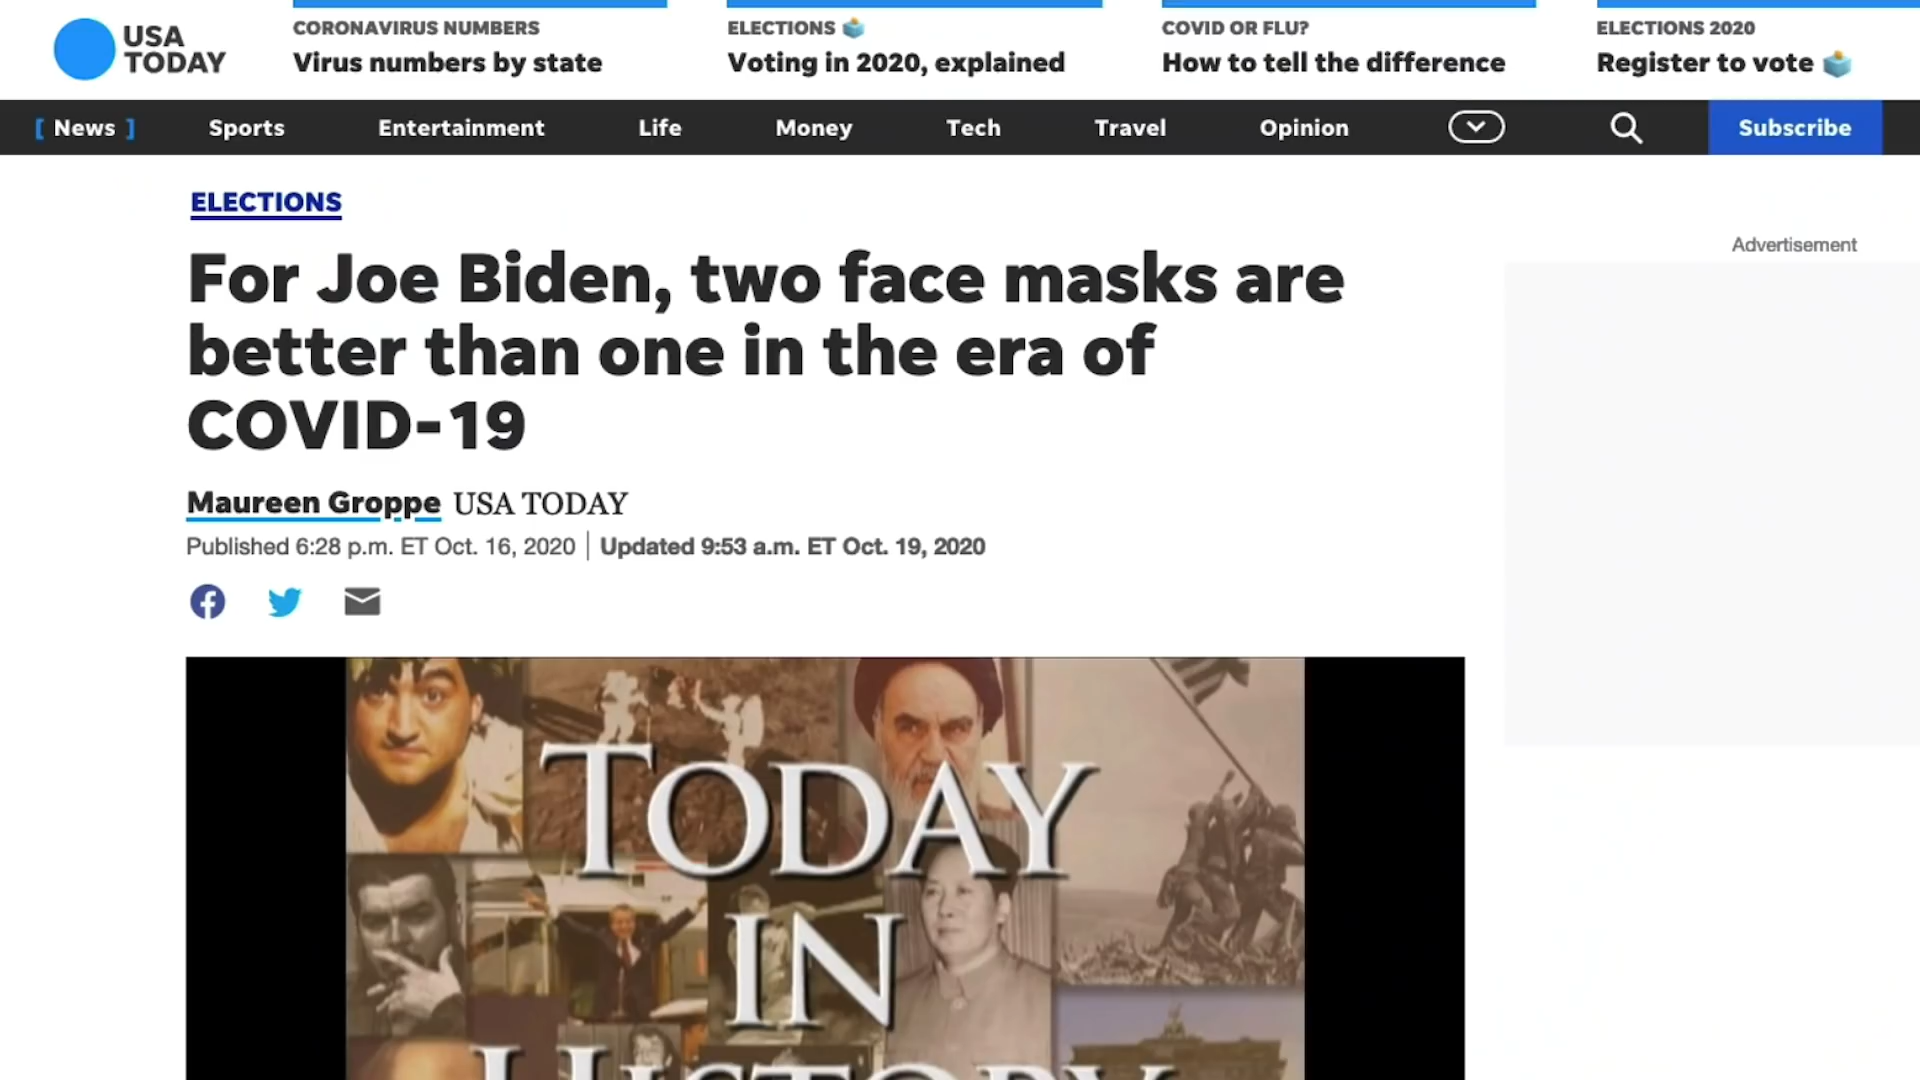 USA
TODAY
CORONAVIRUS NUMBERS
Virus numbers by state
ELECTIONS
Voting in 2020, explained
COVID OR FLU?
How to tell the difference
ELECTIONS 2020
Register to vote
[ News ]
Sports
Entertainment
Life
Money
Tech
Travel
Opinion
Subscribe
ELECTIONS
Advertisement
For Joe Biden, two face masks are
better than one in the era of
COVID-19
Maureen Groppe USA TODAY
Published 6:28 p.m. ET Oct. 16, 2020 | Updated 9:53 a.m. ET Oct. 19, 2020
TODAY
IN
HISTORY